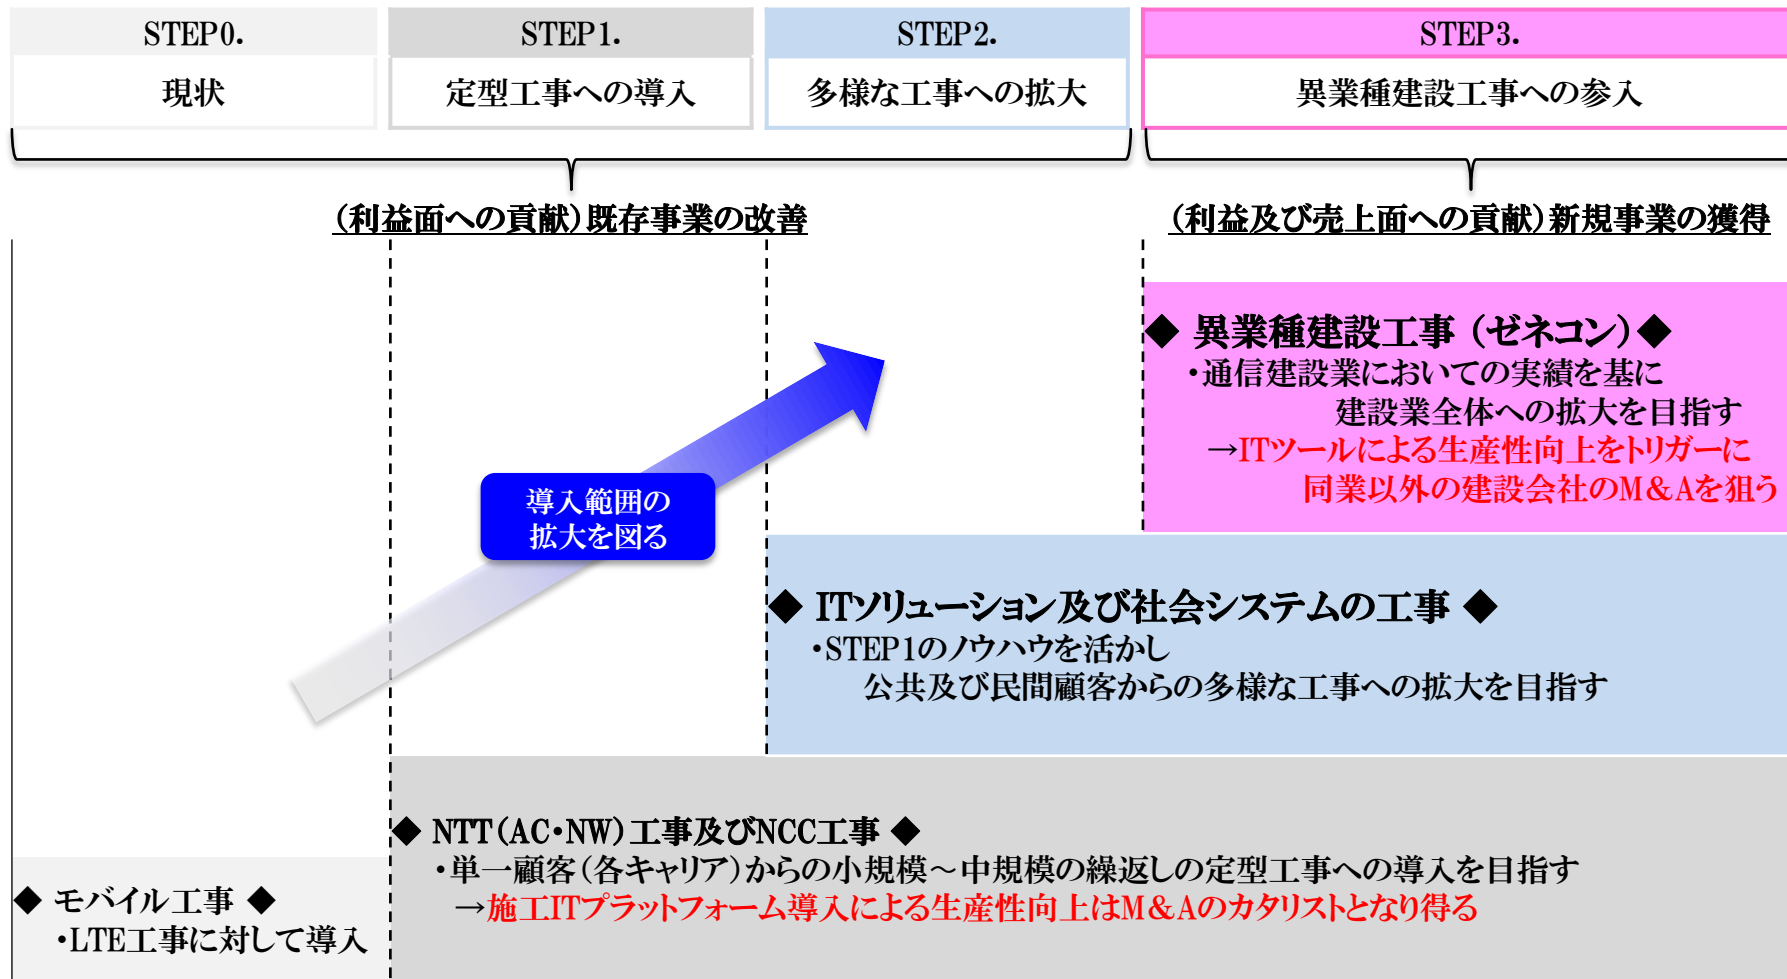 STEP0.
現状
STEP1.
定型工事への導入
STEP2.
多様な工事への拡大
STEP3.
異業種建設工事への参入
(利益面への貢献)既存事業の改善
(利益及び売上面への貢献)新規事業の獲得
◆ 異業種建設工事(ゼネコン)◆
・通信建設業においての実績を基に
建設業全体への拡大を目指す
→ITツールによる生産性向上をトリガーに
同業以外の建設会社のM&Aを狙う
導入範囲の
拡大を図る
◆ ITソリューション及び社会システムの工事 ◆
・STEP1のノウハウを活かし
公共及び民間顧客からの多様な工事への拡大を目指す
◆ NTT(AC・NW)工事及びNCC工事 ◆
・単一顧客(各キャリア)からの小規模~中規模の繰返しの定型工事への導入を目指す
→施工ITプラットフォーム導入による生産性向上はM&Aのカタリストとなり得る
◆ モバイル工事 ◆
・LTE工事に対して導入